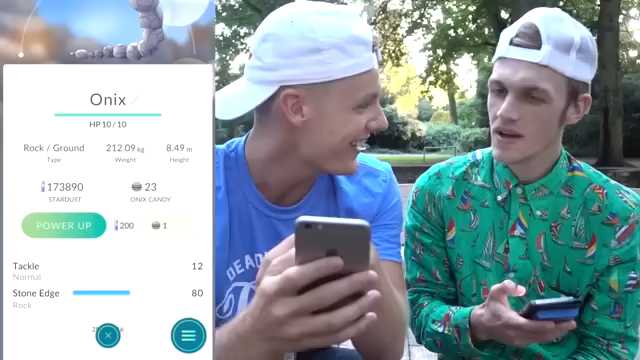 Onix
HP 10 / 10
Rock / Ground 212.09 kg 8.49 m
Type Weight Height
173890 23
STARDUST ONIX CANDY
POWER UP 200 1
Tackle 12
Normal
Stone Edge 80
Rock
DEAD